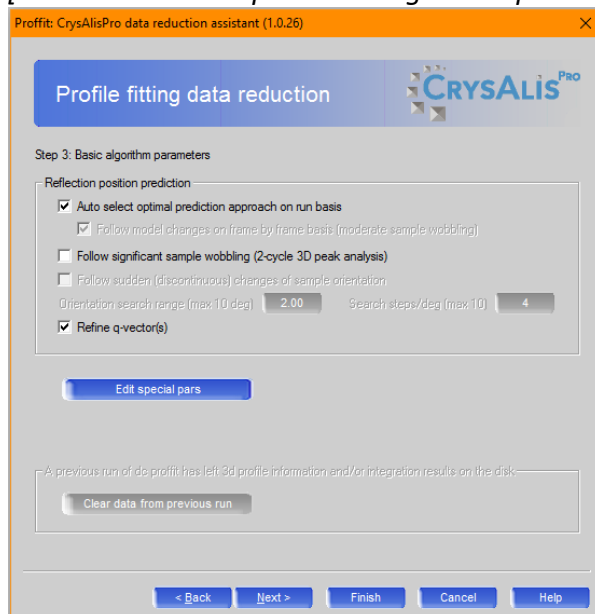 Proffit: CrysAlisPro data reduction assistant (1.0.26)
Profile fitting data reduction
CRYSALIS PRO
Step 3: Basic algorithm parameters
Reflection position prediction
Auto select optimal prediction approach on run basis
Follow model changes on frame by frame basis (moderate sample wobbling)
Follow significant sample wobbling (2-cycle 3D peak analysis)
Follow sudden (discontinuous) changes of sample orientation
Orientation search range (max 10 deg) 2.00 Search steps/deg (max 10) 4
Refine q-vector(s)
Edit special pars
A previous run of dc proffit has left 3d profile information and/or integration results on the disk
Clear data from previous run
< Back Next > Finish Cancel Help